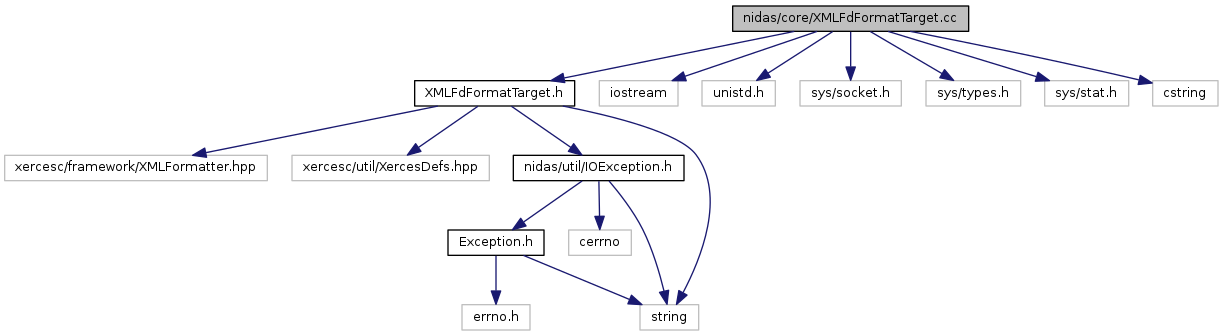 nidas/core/XMLFdFormatTarget.cc
XMLFdFormatTarget.h
iostream
unistd.h
sys/socket.h
sys/types.h
sys/stat.h
cstring
xercesc/framework/XMLFormatter.hpp
xercesc/util/XercesDefs.hpp
nidas/util/IOException.h
Exception.h
cerrno
errno.h
string